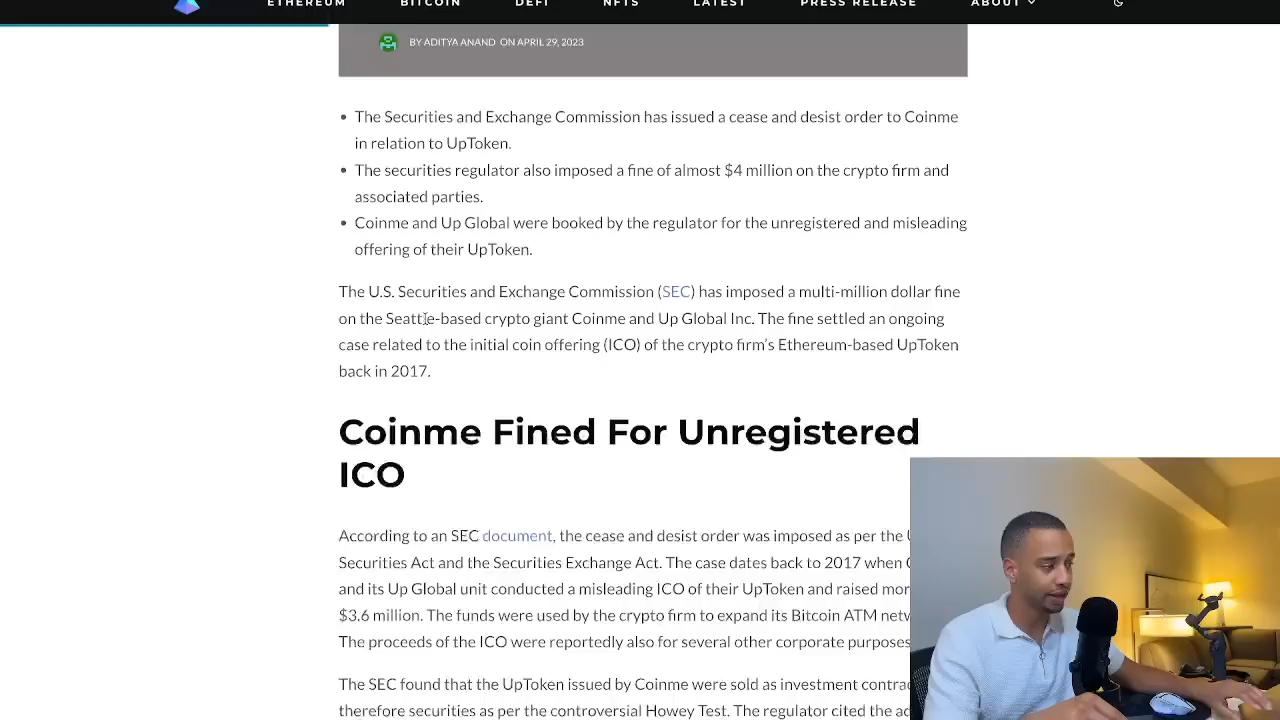 ETHEREUM BITCOIN DEFI NFTS LATEST PRESS RELEASE ABOUT
BY ADITYA ANAND ON APRIL 29, 2023
• The Securities and Exchange Commission has issued a cease and desist order to Coinme
in relation to UpToken.
• The securities regulator also imposed a fine of almost $4 million on the crypto firm and
associated parties.
• Coinme and Up Global were booked by the regulator for the unregistered and misleading
offering of their UpToken.
The U.S. Securities and Exchange Commission (SEC) has imposed a multi-million dollar fine
on the Seattle-based crypto giant Coinme and Up Global Inc. The fine settled an ongoing
case related to the initial coin offering (ICO) of the crypto firm's Ethereum-based UpToken
back in 2017.
Coinme Fined For Unregistered
ICO
According to an SEC document, the cease and desist order was imposed as per the
Securities Act and the Securities Exchange Act. The case dates back to 2017 when
and its Up Global unit conducted a misleading ICO of their UpToken and raised
$3.6 million. The funds were used by the crypto firm to expand its Bitcoin ATM
The proceeds of the ICO were reportedly also for several other corporate purposes
The SEC found that the UpToken issued by Coinme were sold as investment
therefore securities as per the controversial Howey Test. The regulator cited the